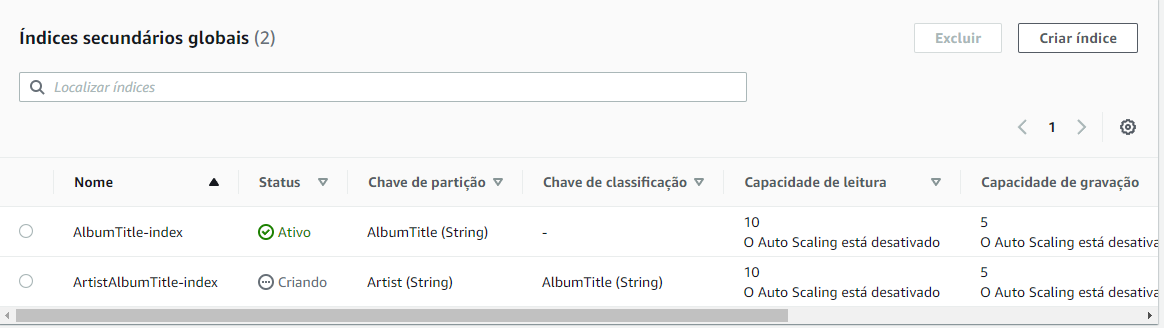 Índices secundários globais (2)
Excluir
Criar índice
Localizar índices
1
Nome
Status
Chave de partição
Chave de classificação
Capacidade de leitura
Capacidade de gravação
AlbumTitle-index
Ativo
AlbumTitle (String)
-
10
O Auto Scaling está desativado
5
O Auto Scaling está desativa
ArtistAlbumTitle-index
Criando
Artist (String)
AlbumTitle (String)
10
O Auto Scaling está desativado
5
O Auto Scaling está desativa